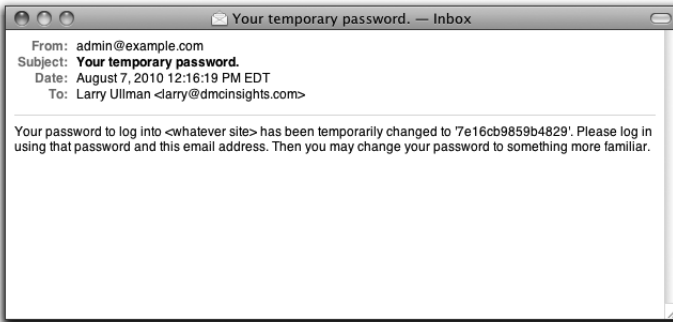 Your temporary password. — Inbox
From: admin@example.com
Subject: Your temporary password.
Date: August 7, 2010 12:16:19 PM EDT
To: Larry Ullman <larry@dmcinsights.com>
Your password to log into <whatever site> has been temporarily changed to '7e16cb9859b4829'. Please log in
using that password and this email address. Then you may change your password to something more familiar.